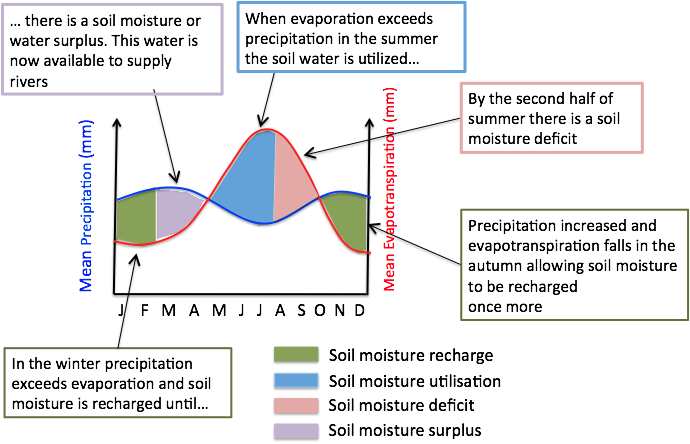 … there is a soil moisture or
water surplus. This water is
now available to supply
rivers
When evaporation exceeds
precipitation in the summer
the soil water is utilized…
By the second half of
summer there is a soil
moisture deficit
Mean Precipitation (mm)
Mean Evapotranspiration (mm)
Precipitation increased and
evapotranspiration falls in the
autumn allowing soil moisture
to be recharged
once more
J F M A M J J A S O N D
In the winter precipitation
exceeds evaporation and soil
moisture is recharged until…
Soil moisture recharge
Soil moisture utilisation
Soil moisture deficit
Soil moisture surplus